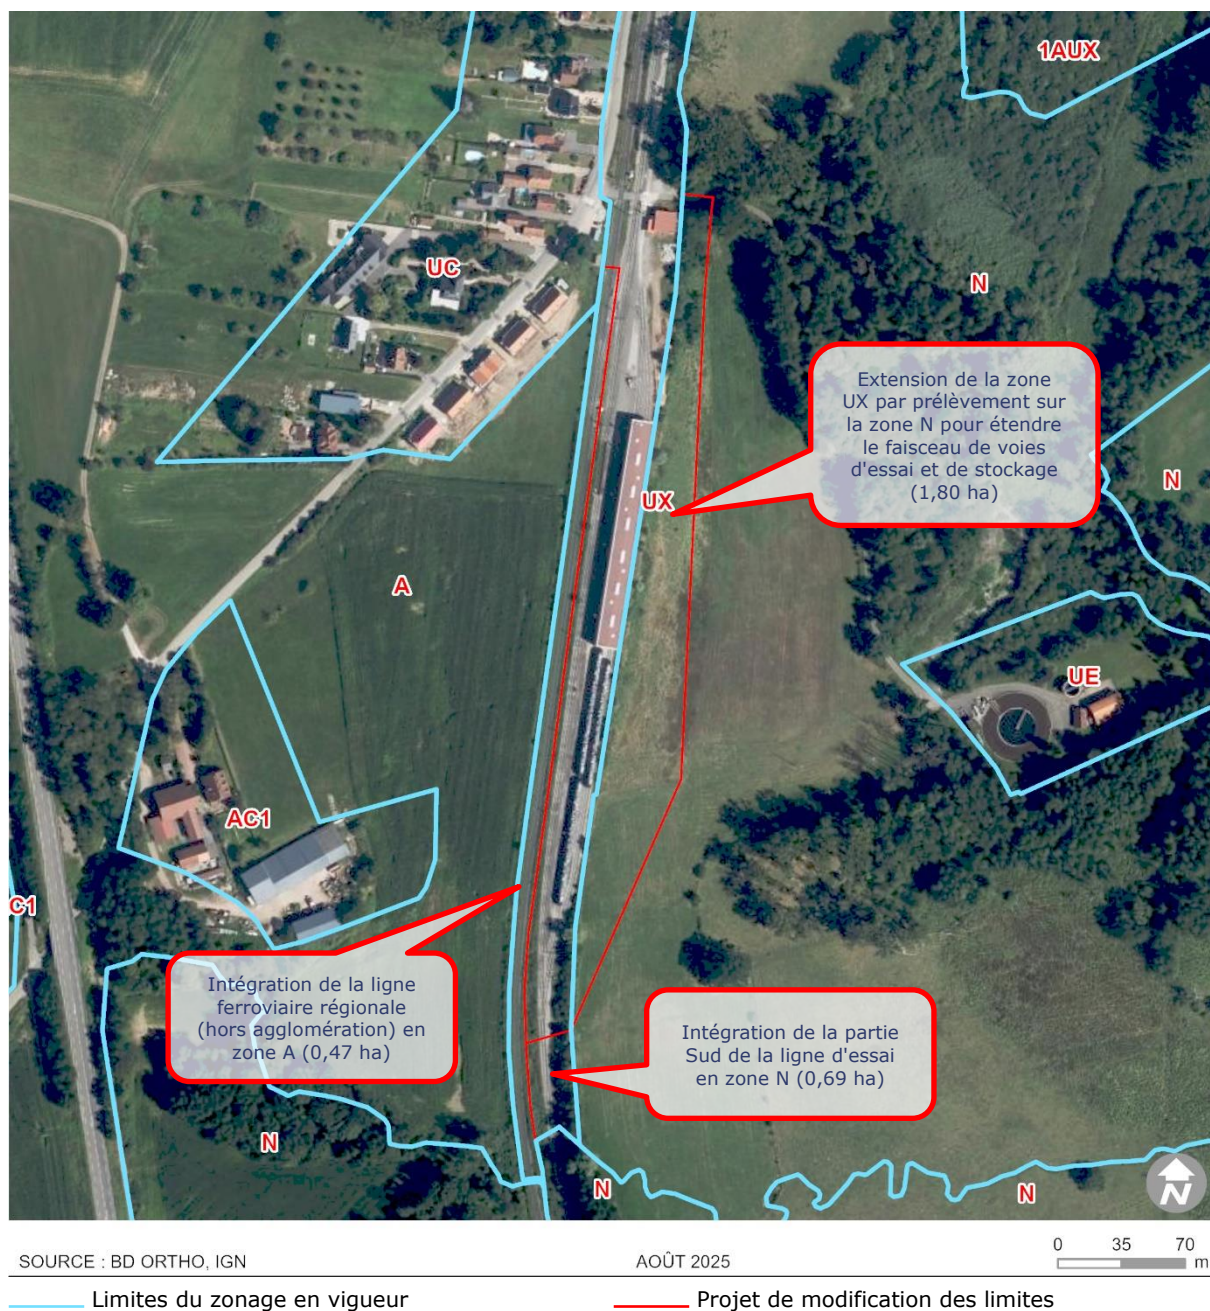 1AUX
UC
N
Extension de la zone
UX par prélèvement sur
la zone N pour étendre
le faisceau de voies
d'essai et de stockage
(1,80 ha)
N
UX
A
UE
AC1
C1
Intégration de la ligne
ferroviaire régionale
(hors agglomération) en
zone A (0,47 ha)
Intégration de la partie
Sud de la ligne d'essai
en zone N (0,69 ha)
N
N
N
N
SOURCE : BD ORTHO, IGN
AOÛT 2025
0 35 70
m
Limites du zonage en vigueur
Projet de modification des limites